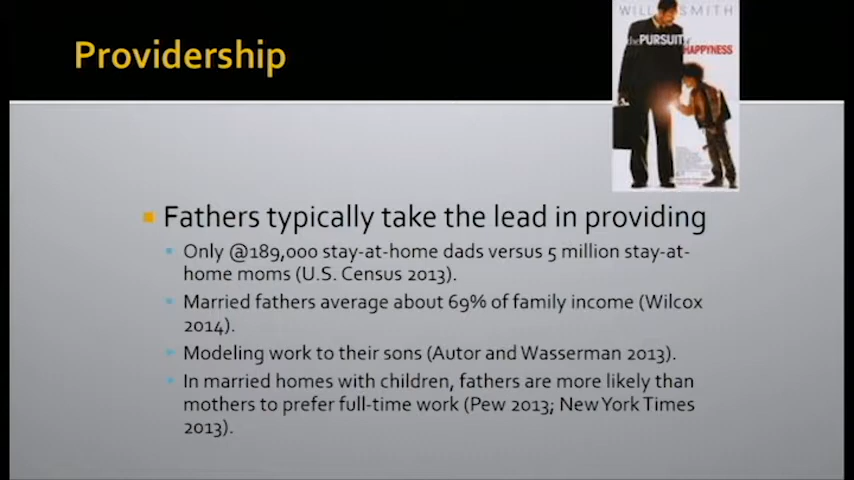 Providership
WILL SMITH
the PURSUIT of
HAPPYNESS
Fathers typically take the lead in providing
Only @189,000 stay-at-home dads versus 5 million stay-at-
home moms (U.S. Census 2013).
Married fathers average about 69% of family income (Wilcox
2014).
Modeling work to their sons (Autor and Wasserman 2013).
In married homes with children, fathers are more likely than
mothers to prefer full-time work (Pew 2013; New York Times
2013).